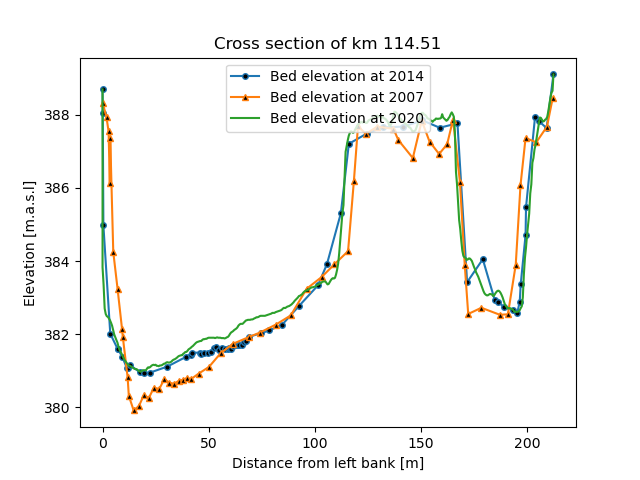 Cross section of km 114.51
Bed elevation at 2014
Bed elevation at 2007
Bed elevation at 2020
Elevation [m.a.s.l]
388
386
384
382
380
0 50 100 150 200
Distance from left bank [m]